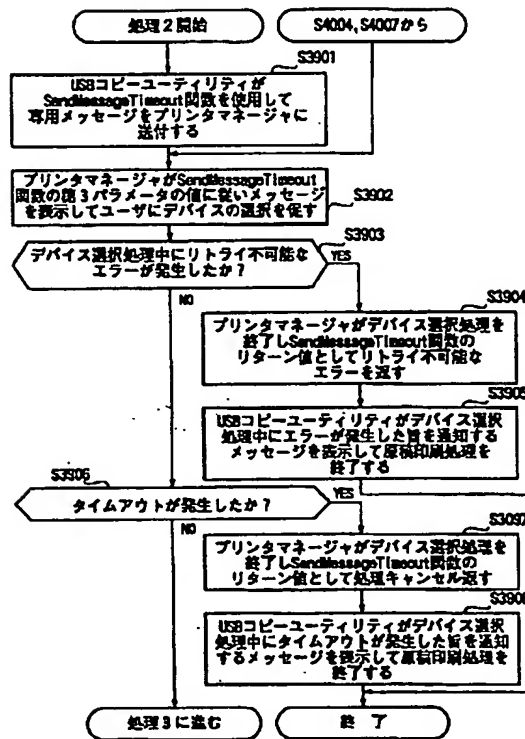 処理2開始
S4004, S4007から
S3901
USBコピーユーティリティが
SendMessageTimeout関数を使用して
専用メッセージをプリンタマネージャに
送付する
プリンタマネージャがSendMessageTimeout
関数の第3パラメータの値に従いメッセージ
を表示してユーザにデバイスの選択を促す
S3902
S3903
デバイス選択処理中にリトライ不可能な
エラーが発生したか?
YES
NO
S3904
プリンタマネージャがデバイス選択処理を
終了しSendMessageTimeout関数の
リターン値としてリトライ不可能な
エラーを返す
S3905
USBコピーユーティリティがデバイス選択
処理中にエラーが発生した旨を通知する
メッセージを表示して原稿印刷処理を
終了する
S3906
タイムアウトが発生したか?
YES
NO
S3097
プリンタマネージャがデバイス選択処理を
終了しSendMessageTimeout関数の
リターン値として処理キャンセル返す
S3908
USBコピーユーティリティがデバイス選択
処理中にタイムアウトが発生した旨を通知
するメッセージを表示して原稿印刷処理を
終了する
処理3に進む
終了